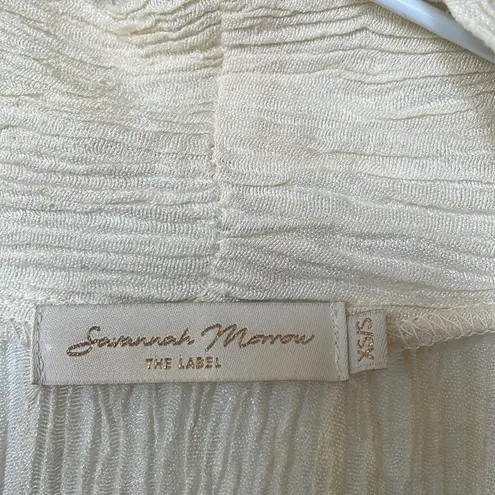 Savannah Morrow
THE LABEL
XS/S